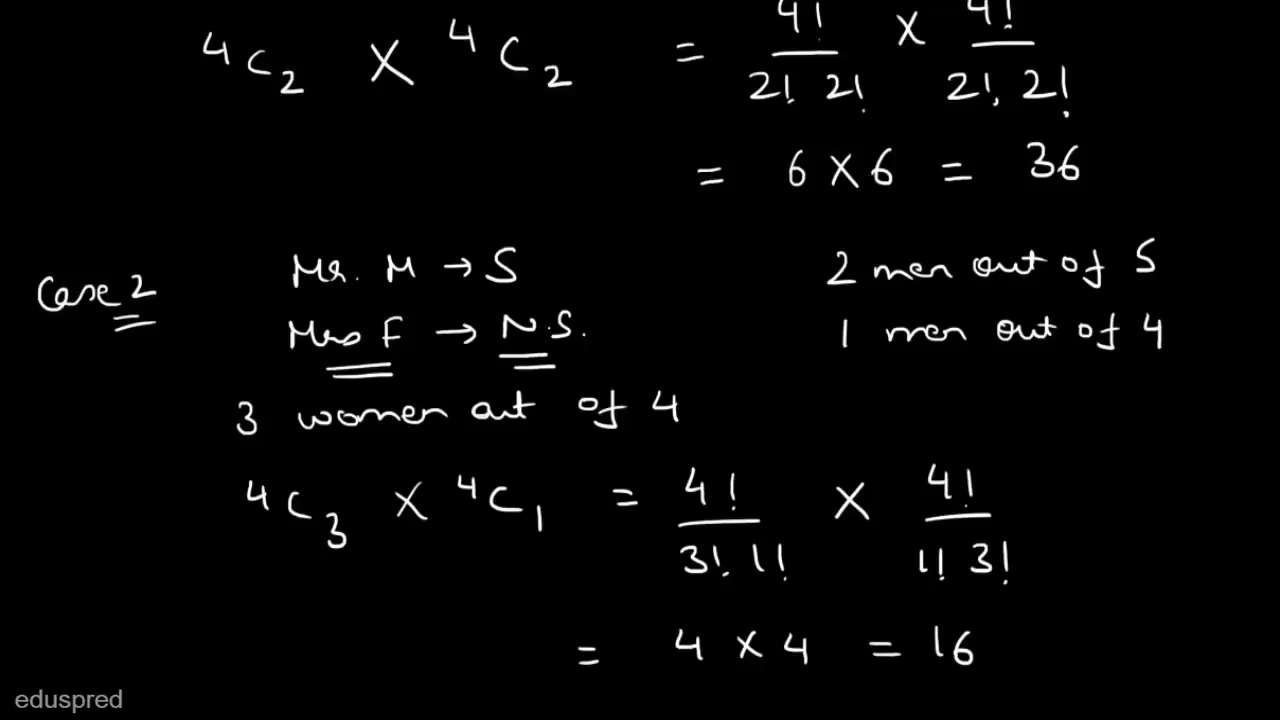 ⁴C₂ × ⁴C₂ = 4!/2! 2! × 4!/2! 2!
= 6 × 6 = 36
Case 2 Mr. M → S 2 men out of 5
Mrs F → N.S. 1 men out of 4
3 women out of 4
⁴C₃ × ⁴C₁ = 4!/3! 1! × 4!/1! 3!
= 4 × 4 = 16
eduspred